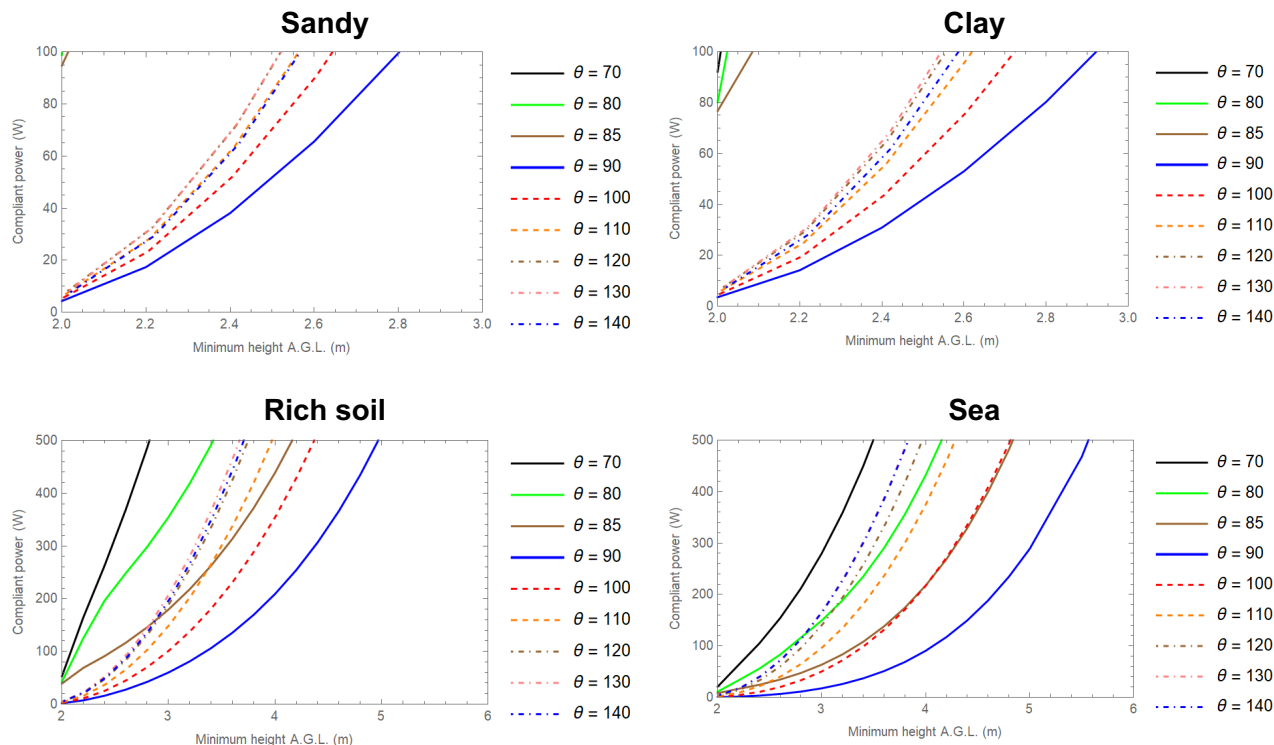 Sandy
Compliant power (W)
100
80
60
40
20
0
2.0 2.2 2.4 2.6 2.8 3.0
Minimum height A.G.L. (m)
θ = 70
θ = 80
θ = 85
θ = 90
θ = 100
θ = 110
θ = 120
θ = 130
θ = 140
Clay
Compliant power (W)
100
80
60
40
20
0
2.0 2.2 2.4 2.6 2.8 3.0
Minimum height A.G.L. (m)
θ = 70
θ = 80
θ = 85
θ = 90
θ = 100
θ = 110
θ = 120
θ = 130
θ = 140
Rich soil
Compliant power (W)
500
400
300
200
100
0
2 3 4 5 6
Minimum height A.G.L. (m)
θ = 70
θ = 80
θ = 85
θ = 90
θ = 100
θ = 110
θ = 120
θ = 130
θ = 140
Sea
Compliant power (W)
500
400
300
200
100
0
2 3 4 5 6
Minimum height A.G.L. (m)
θ = 70
θ = 80
θ = 85
θ = 90
θ = 100
θ = 110
θ = 120
θ = 130
θ = 140